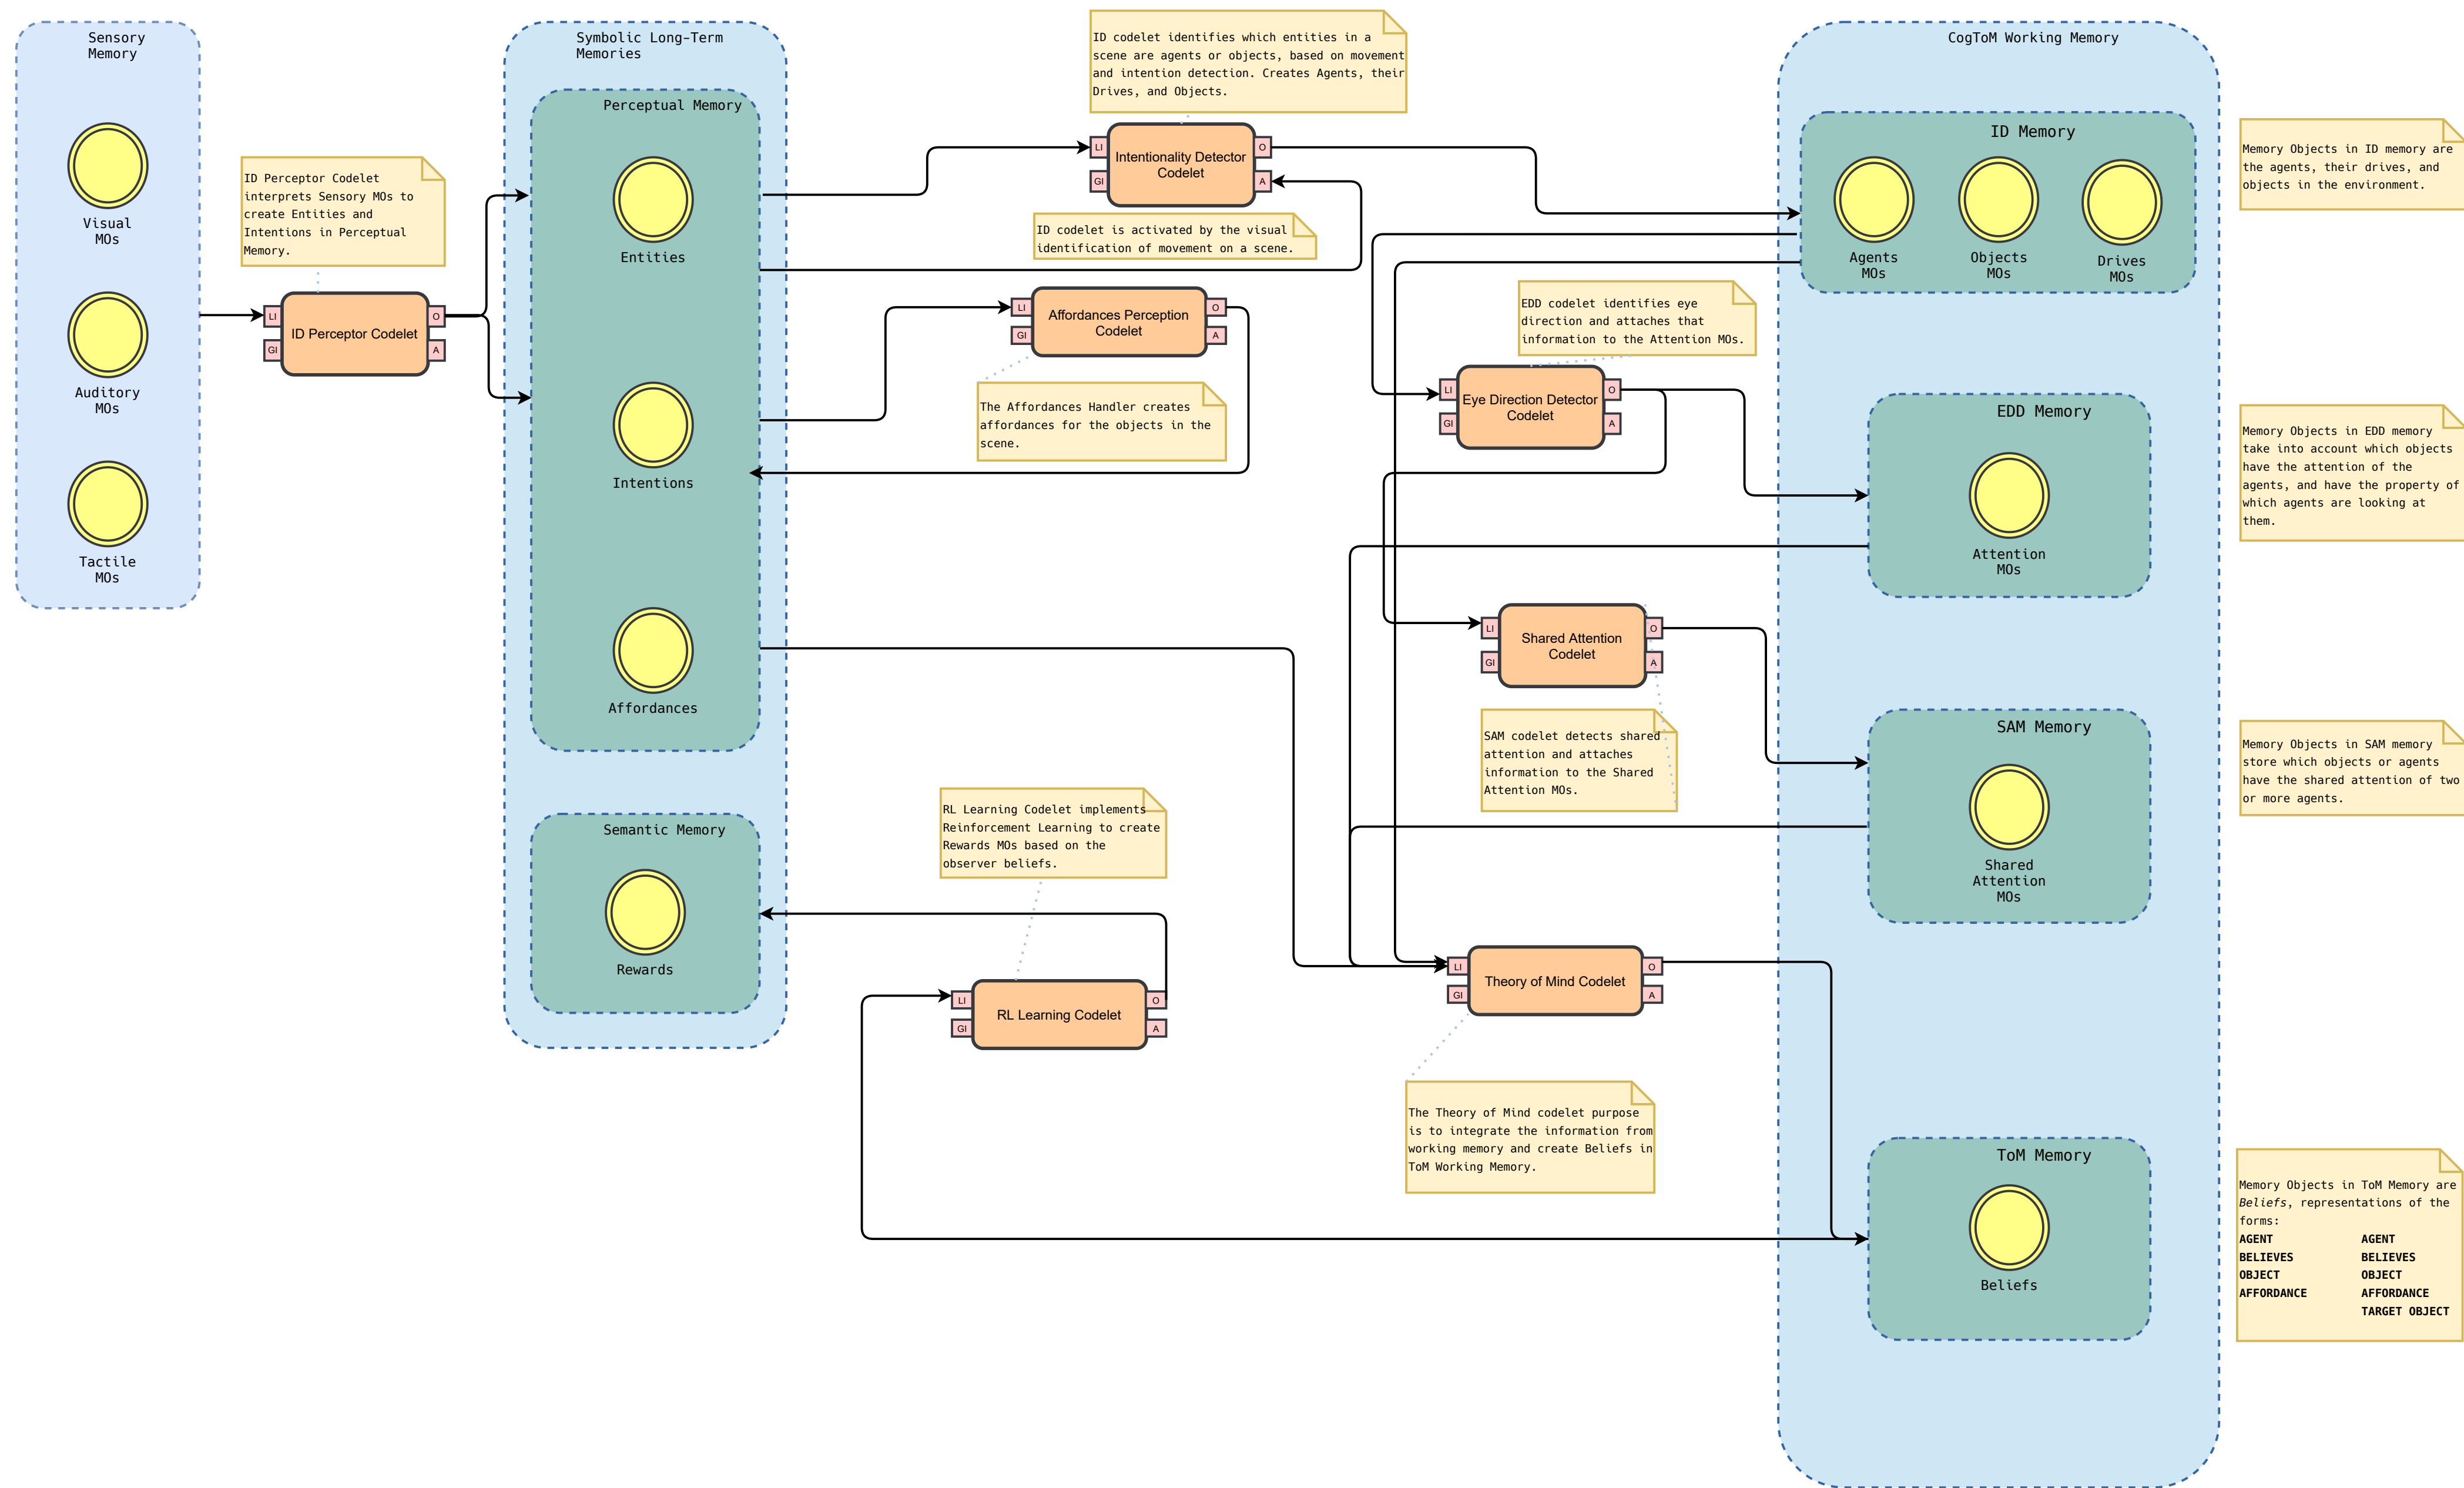 Sensory
Memory
Visual
MOs
Auditory
MOs
Tactile
MOs
ID Perceptor Codelet
interprets Sensory MOs to
create Entities and
Intentions in Perceptual
Memory.
LI
GI
ID Perceptor Codelet
O
A
Symbolic Long-Term
Memories
Perceptual Memory
Entities
Intentions
Affordances
Semantic Memory
Rewards
ID codelet identifies which entities in a
scene are agents or objects, based on movement
and intention detection. Creates Agents, their
Drives, and Objects.
LI
GI
Intentionality Detector
Codelet
O
A
ID codelet is activated by the visual
identification of movement on a scene.
LI
GI
Affordances Perception
Codelet
O
A
The Affordances Handler creates
affordances for the objects in the
scene.
RL Learning Codelet implements
Reinforcement Learning to create
Rewards MOs based on the
observer beliefs.
LI
GI
RL Learning Codelet
O
A
EDD codelet identifies eye
direction and attaches that
information to the Attention MOs.
LI
GI
Eye Direction Detector
Codelet
O
A
LI
GI
Shared Attention
Codelet
O
A
SAM codelet detects shared
attention and attaches
information to the Shared
Attention MOs.
LI
GI
Theory of Mind Codelet
O
A
The Theory of Mind codelet purpose
is to integrate the information from
working memory and create Beliefs in
ToM Working Memory.
CogToM Working Memory
ID Memory
Agents
MOs
Objects
MOs
Drives
MOs
EDD Memory
Attention
MOs
SAM Memory
Shared
Attention
MOs
ToM Memory
Beliefs
Memory Objects in ID memory are
the agents, their drives, and
objects in the environment.
Memory Objects in EDD memory
take into account which objects
have the attention of the
agents, and have the property of
which agents are looking at
them.
Memory Objects in SAM memory
store which objects or agents
have the shared attention of two
or more agents.
Memory Objects in ToM Memory are
Beliefs, representations of the
forms:
AGENT AGENT
BELIEVES BELIEVES
OBJECT OBJECT
AFFORDANCE AFFORDANCE
TARGET OBJECT